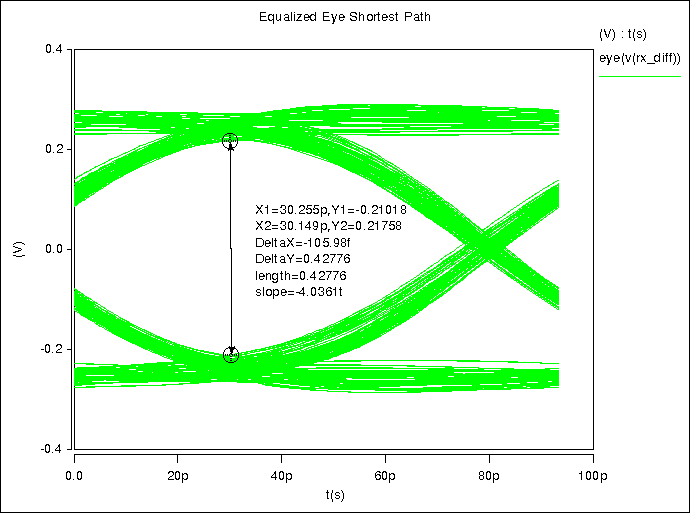 Equalized Eye Shortest Path
(V) : t(s)
eye(v(rx_diff))
0.4
0.2
0.0
-0.2
-0.4
(V)
X1=30.255p,Y1=-0.21018
X2=30.149p,Y2=0.21758
DeltaX=-105.98f
DeltaY=0.42776
length=0.42776
slope=-4.0361t
0.0
20p
40p
60p
80p
100p
t(s)